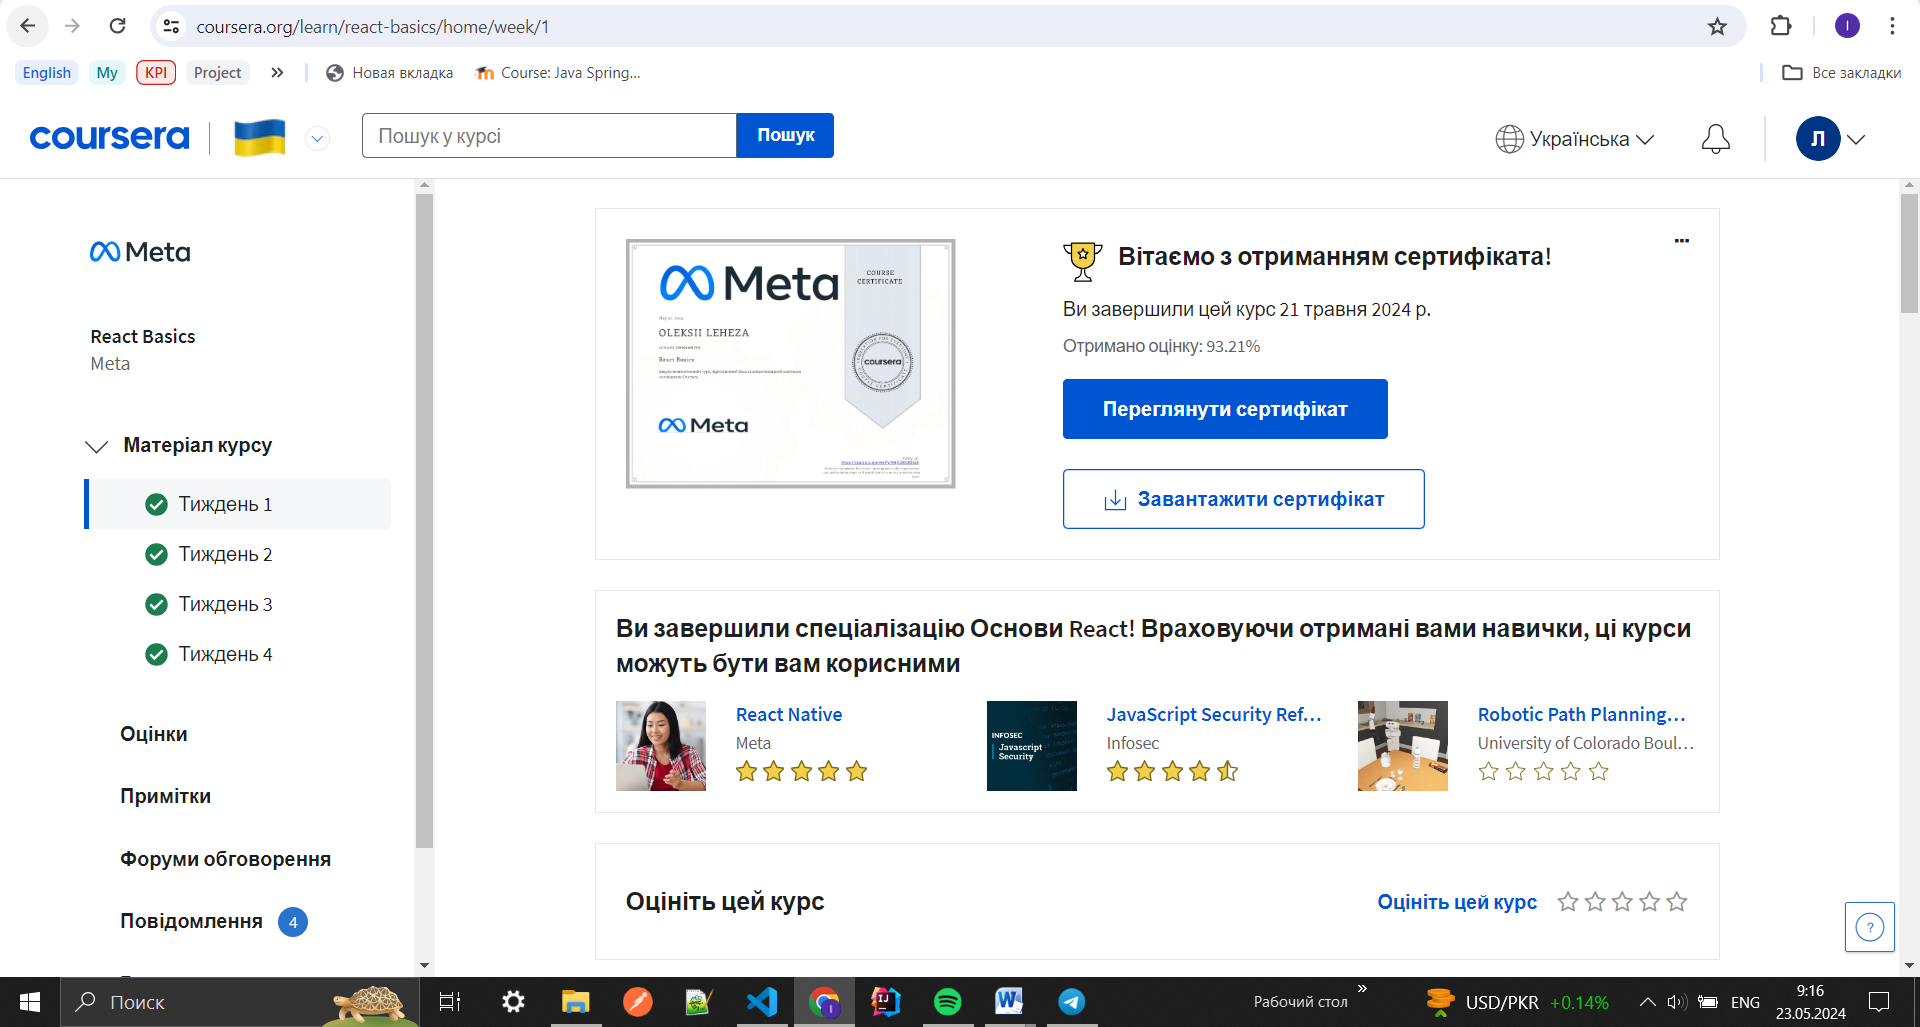 coursera.org/learn/react-basics/home/week/1
I
English
My
KPI
Project
Новая вкладка
Course: Java Spring...
Все закладки
coursera
Пошук у курсі
Пошук
Українська
Л
Meta
React Basics
Meta
Матеріал курсу
Тиждень 1
Тиждень 2
Тиждень 3
Тиждень 4
Оцінки
Примітки
Форуми обговорення
Повідомлення 4
Meta
COURSE
CERTIFICATE
OLEKSII LEHEZA
React Basics
coursera
Meta
Вітаємо з отриманням сертифіката!
Ви завершили цей курс 21 травня 2024 р.
Отримано оцінку: 93.21%
Переглянути сертифікат
Завантажити сертифікат
Ви завершили спеціалізацію Основи React! Враховуючи отримані вами навички, ці курси
можуть бути вам корисними
React Native
Meta
INFOSEC
Javascript
Security
JavaScript Security Ref...
Infosec
Robotic Path Planning...
University of Colorado Boul...
Оцініть цей курс
Оцініть цей курс
?
Поиск
Рабочий стол
USD/PKR +0.14%
ENG
9:16
23.05.2024